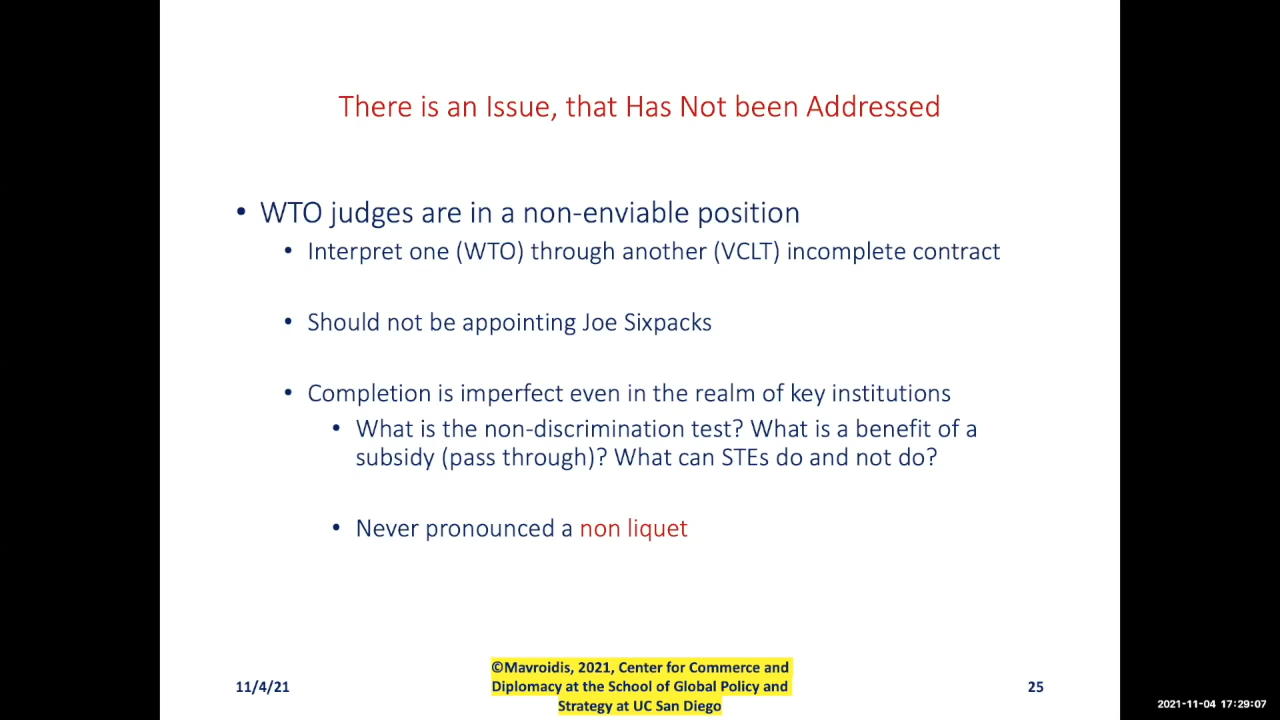 There is an Issue, that Has Not been Addressed
• WTO judges are in a non-enviable position
• Interpret one (WTO) through another (VCLT) incomplete contract
• Should not be appointing Joe Sixpacks
• Completion is imperfect even in the realm of key institutions
• What is the non-discrimination test? What is a benefit of a
subsidy (pass through)? What can STEs do and not do?
• Never pronounced a non liquet
11/4/21
©Mavroidis, 2021, Center for Commerce and
Diplomacy at the School of Global Policy and
Strategy at UC San Diego
25
2021-11-04 17:29:07